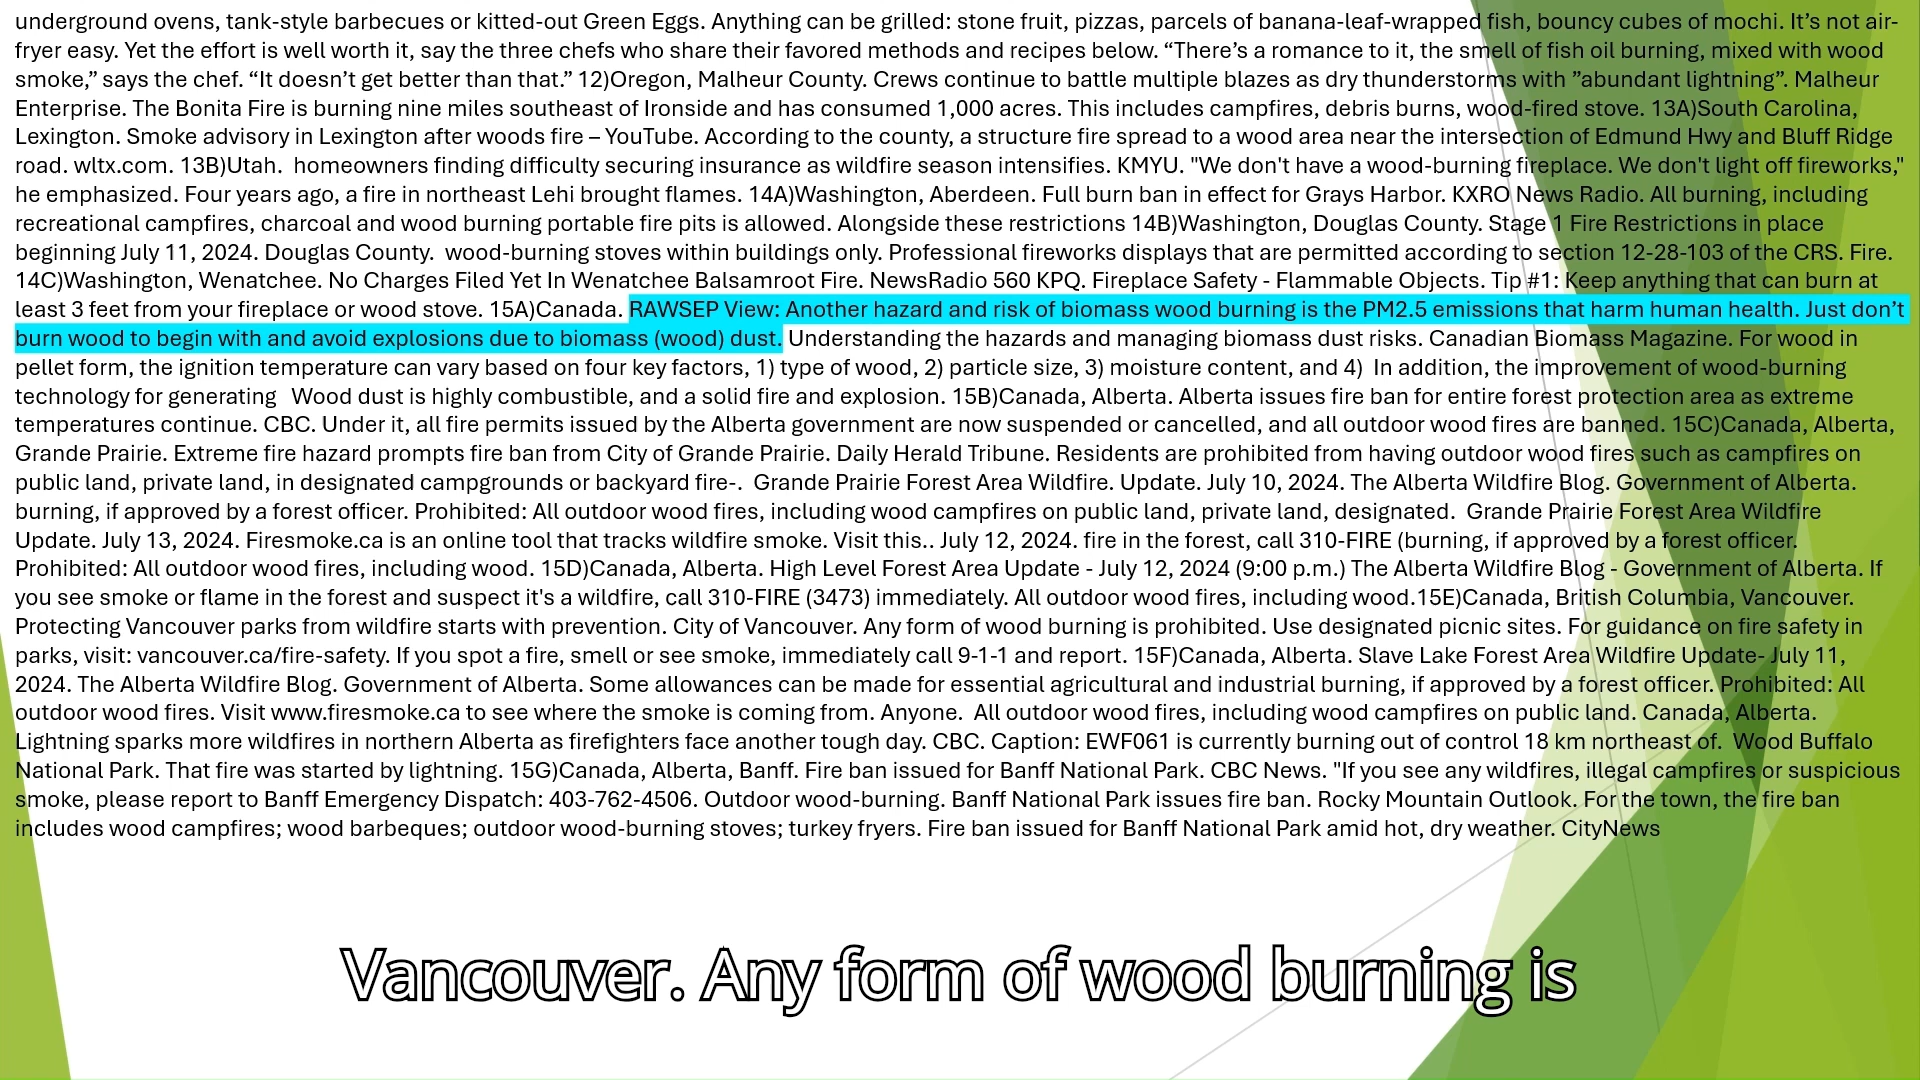 underground ovens, tank-style barbecues or kitted-out Green Eggs. Anything can be grilled: stone fruit, pizzas, parcels of banana-leaf-wrapped fish, bouncy cubes of mochi. It’s not air-
fryer easy. Yet the effort is well worth it, say the three chefs who share their favored methods and recipes below. “There’s a romance to it, the smell of fish oil burning, mixed with wood
smoke,” says the chef. “It doesn’t get better than that.” 12)Oregon, Malheur County. Crews continue to battle multiple blazes as dry thunderstorms with ”abundant lightning”. Malheur
Enterprise. The Bonita Fire is burning nine miles southeast of Ironside and has consumed 1,000 acres. This includes campfires, debris burns, wood-fired stove. 13A)South Carolina,
Lexington. Smoke advisory in Lexington after woods fire – YouTube. According to the county, a structure fire spread to a wood area near the intersection of Edmund Hwy and Bluff Ridge
road. wltx.com. 13B)Utah.  homeowners finding difficulty securing insurance as wildfire season intensifies. KMYU. "We don't have a wood-burning fireplace. We don't light off fireworks,"
he emphasized. Four years ago, a fire in northeast Lehi brought flames. 14A)Washington, Aberdeen. Full burn ban in effect for Grays Harbor. KXRO News Radio. All burning, including
recreational campfires, charcoal and wood burning portable fire pits is allowed. Alongside these restrictions 14B)Washington, Douglas County. Stage 1 Fire Restrictions in place
beginning July 11, 2024. Douglas County.  wood-burning stoves within buildings only. Professional fireworks displays that are permitted according to section 12-28-103 of the CRS. Fire.
14C)Washington, Wenatchee. No Charges Filed Yet In Wenatchee Balsamroot Fire. NewsRadio 560 KPQ. Fireplace Safety - Flammable Objects. Tip #1: Keep anything that can burn at
least 3 feet from your fireplace or wood stove. 15A)Canada. RAWSEP View: Another hazard and risk of biomass wood burning is the PM2.5 emissions that harm human health. Just don’t
burn wood to begin with and avoid explosions due to biomass (wood) dust. Understanding the hazards and managing biomass dust risks. Canadian Biomass Magazine. For wood in
pellet form, the ignition temperature can vary based on four key factors, 1) type of wood, 2) particle size, 3) moisture content, and 4)  In addition, the improvement of wood-burning
technology for generating  Wood dust is highly combustible, and a solid fire and explosion. 15B)Canada, Alberta. Alberta issues fire ban for entire forest protection area as extreme
temperatures continue. CBC. Under it, all fire permits issued by the Alberta government are now suspended or cancelled, and all outdoor wood fires are banned. 15C)Canada, Alberta,
Grande Prairie. Extreme fire hazard prompts fire ban from City of Grande Prairie. Daily Herald Tribune. Residents are prohibited from having outdoor wood fires such as campfires on
public land, private land, in designated campgrounds or backyard fire-.  Grande Prairie Forest Area Wildfire. Update. July 10, 2024. The Alberta Wildfire Blog. Government of Alberta.
burning, if approved by a forest officer. Prohibited: All outdoor wood fires, including wood campfires on public land, private land, designated.  Grande Prairie Forest Area Wildfire
Update. July 13, 2024. Firesmoke.ca is an online tool that tracks wildfire smoke. Visit this.. July 12, 2024. fire in the forest, call 310-FIRE (burning, if approved by a forest officer.
Prohibited: All outdoor wood fires, including wood. 15D)Canada, Alberta. High Level Forest Area Update - July 12, 2024 (9:00 p.m.) The Alberta Wildfire Blog - Government of Alberta. If
you see smoke or flame in the forest and suspect it's a wildfire, call 310-FIRE (3473) immediately. All outdoor wood fires, including wood.15E)Canada, British Columbia, Vancouver.
Protecting Vancouver parks from wildfire starts with prevention. City of Vancouver. Any form of wood burning is prohibited. Use designated picnic sites. For guidance on fire safety in
parks, visit: vancouver.ca/fire-safety. If you spot a fire, smell or see smoke, immediately call 9-1-1 and report. 15F)Canada, Alberta. Slave Lake Forest Area Wildfire Update- July 11,
2024. The Alberta Wildfire Blog. Government of Alberta. Some allowances can be made for essential agricultural and industrial burning, if approved by a forest officer. Prohibited: All
outdoor wood fires. Visit www.firesmoke.ca to see where the smoke is coming from. Anyone.  All outdoor wood fires, including wood campfires on public land. Canada, Alberta.
Lightning sparks more wildfires in northern Alberta as firefighters face another tough day. CBC. Caption: EWF061 is currently burning out of control 18 km northeast of.  Wood Buffalo
National Park. That fire was started by lightning. 15G)Canada, Alberta, Banff. Fire ban issued for Banff National Park. CBC News. "If you see any wildfires, illegal campfires or suspicious
smoke, please report to Banff Emergency Dispatch: 403-762-4506. Outdoor wood-burning. Banff National Park issues fire ban. Rocky Mountain Outlook. For the town, the fire ban
includes wood campfires; wood barbeques; outdoor wood-burning stoves; turkey fryers. Fire ban issued for Banff National Park amid hot, dry weather. CityNews
Vancouver. Any form of wood burning is